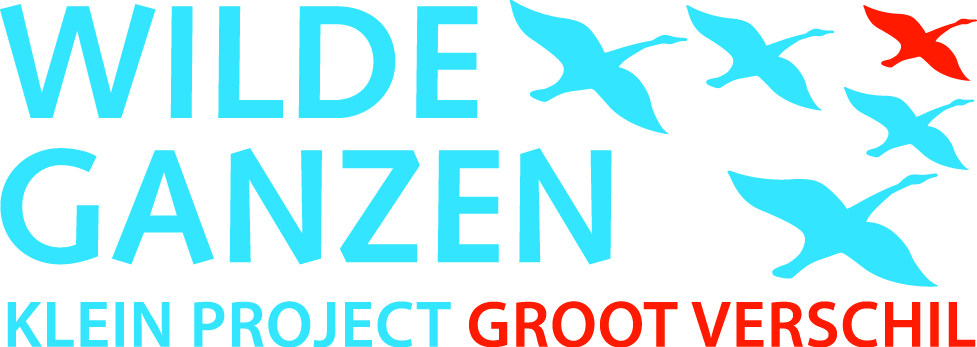 WILDE
GANZEN
KLEIN PROJECT GROOT VERSCHIL